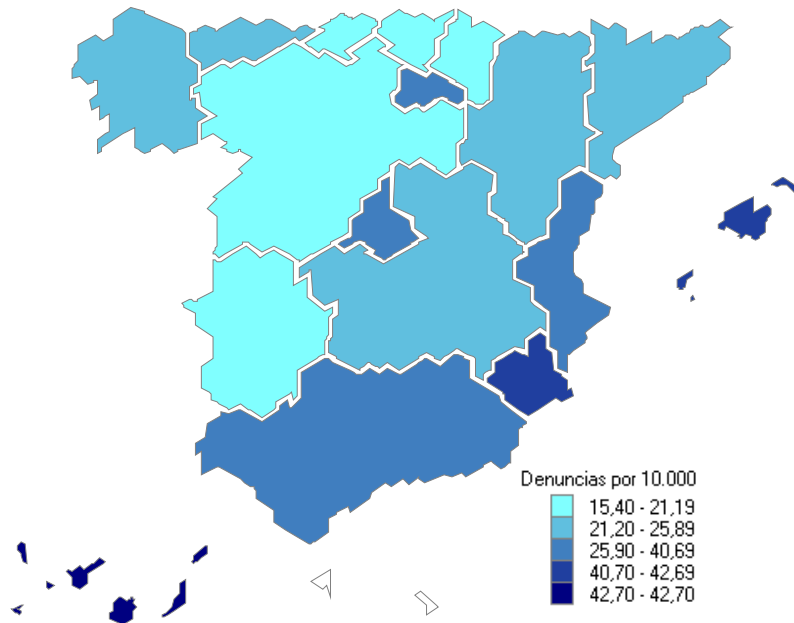 Denuncias por 10.000
15,40 - 21,19
21,20 - 25,89
25,90 - 40,69
40,70 - 42,69
42,70 - 42,70